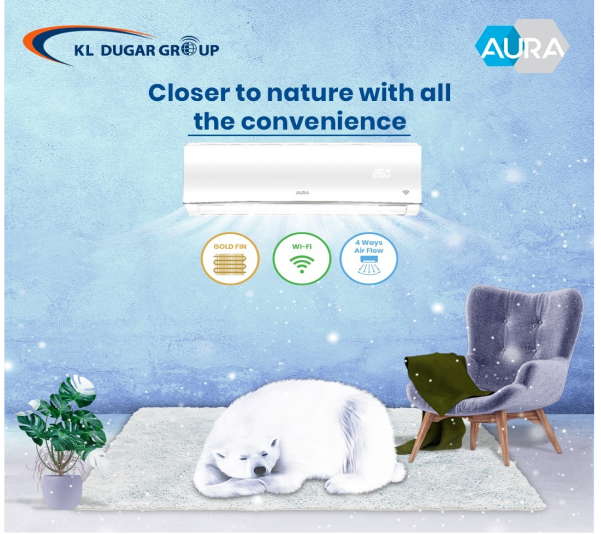 KL DUGAR GROUP
AURA
Closer to nature with all
the convenience
26
AURA
GOLD FIN
WI-FI
4 Ways
Air Flow